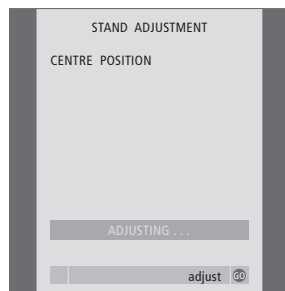 STAND ADJUSTMENT
CENTRE POSITION
ADJUSTING . . .
adjust GO